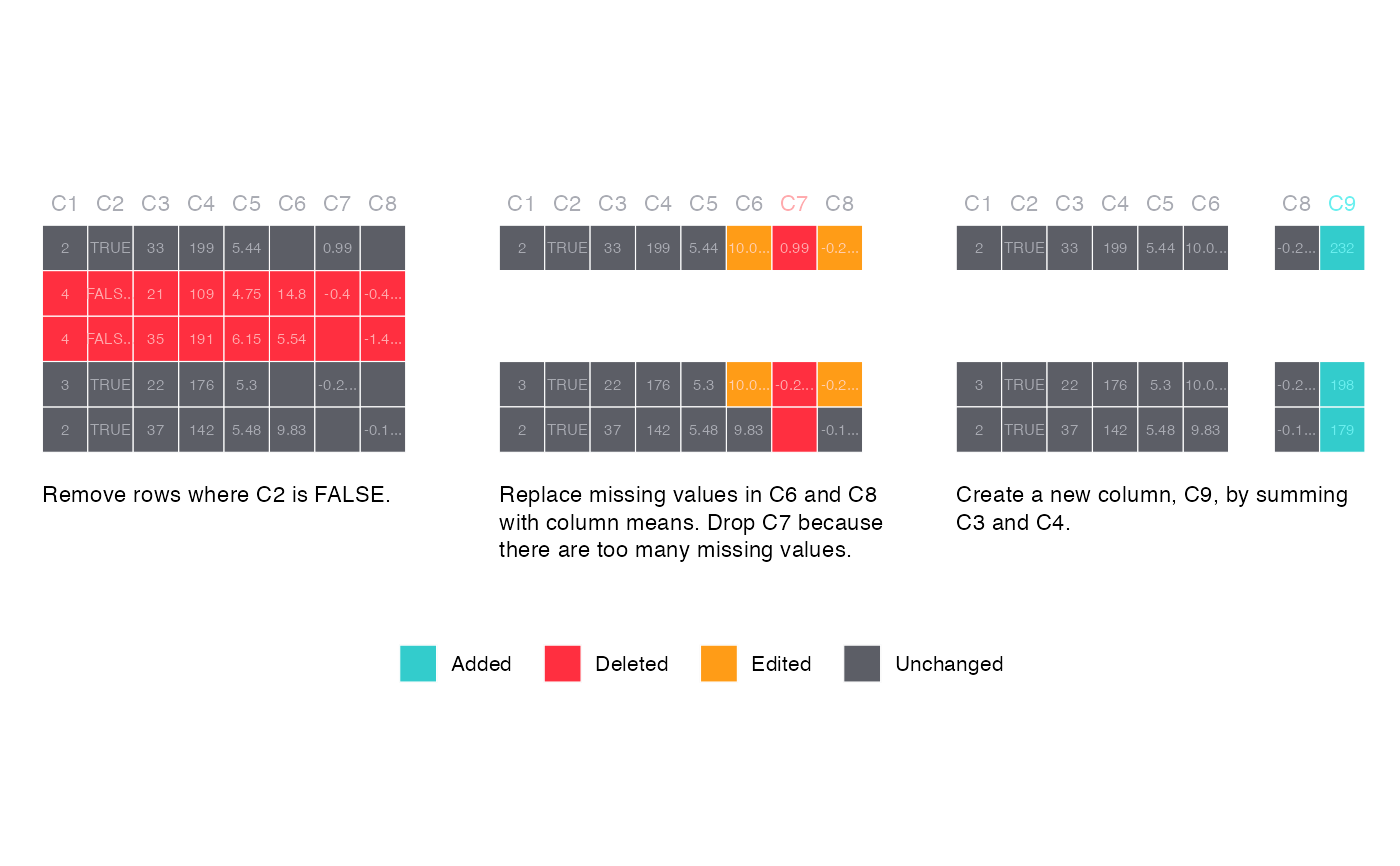 C1 C2 C3 C4 C5 C6 C7 C8
2 TRUE 33 199 5.44 0.99
4 FALS... 21 109 4.75 14.8 -0.4 -0.4...
4 FALS... 35 191 6.15 5.54 -1.4...
3 TRUE 22 176 5.3 -0.2...
2 TRUE 37 142 5.48 9.83 -0.1...
Remove rows where C2 is FALSE.
C1 C2 C3 C4 C5 C6 C7 C8
2 TRUE 33 199 5.44 10.0... 0.99 -0.2...
3 TRUE 22 176 5.3 10.0... -0.2... -0.2...
2 TRUE 37 142 5.48 9.83 -0.1...
Replace missing values in C6 and C8
with column means. Drop C7 because
there are too many missing values.
C1 C2 C3 C4 C5 C6 C8 C9
2 TRUE 33 199 5.44 10.0... -0.2... 232
3 TRUE 22 176 5.3 10.0... -0.2... 198
2 TRUE 37 142 5.48 9.83 -0.1... 179
Create a new column, C9, by summing
C3 and C4.
Added Deleted Edited Unchanged